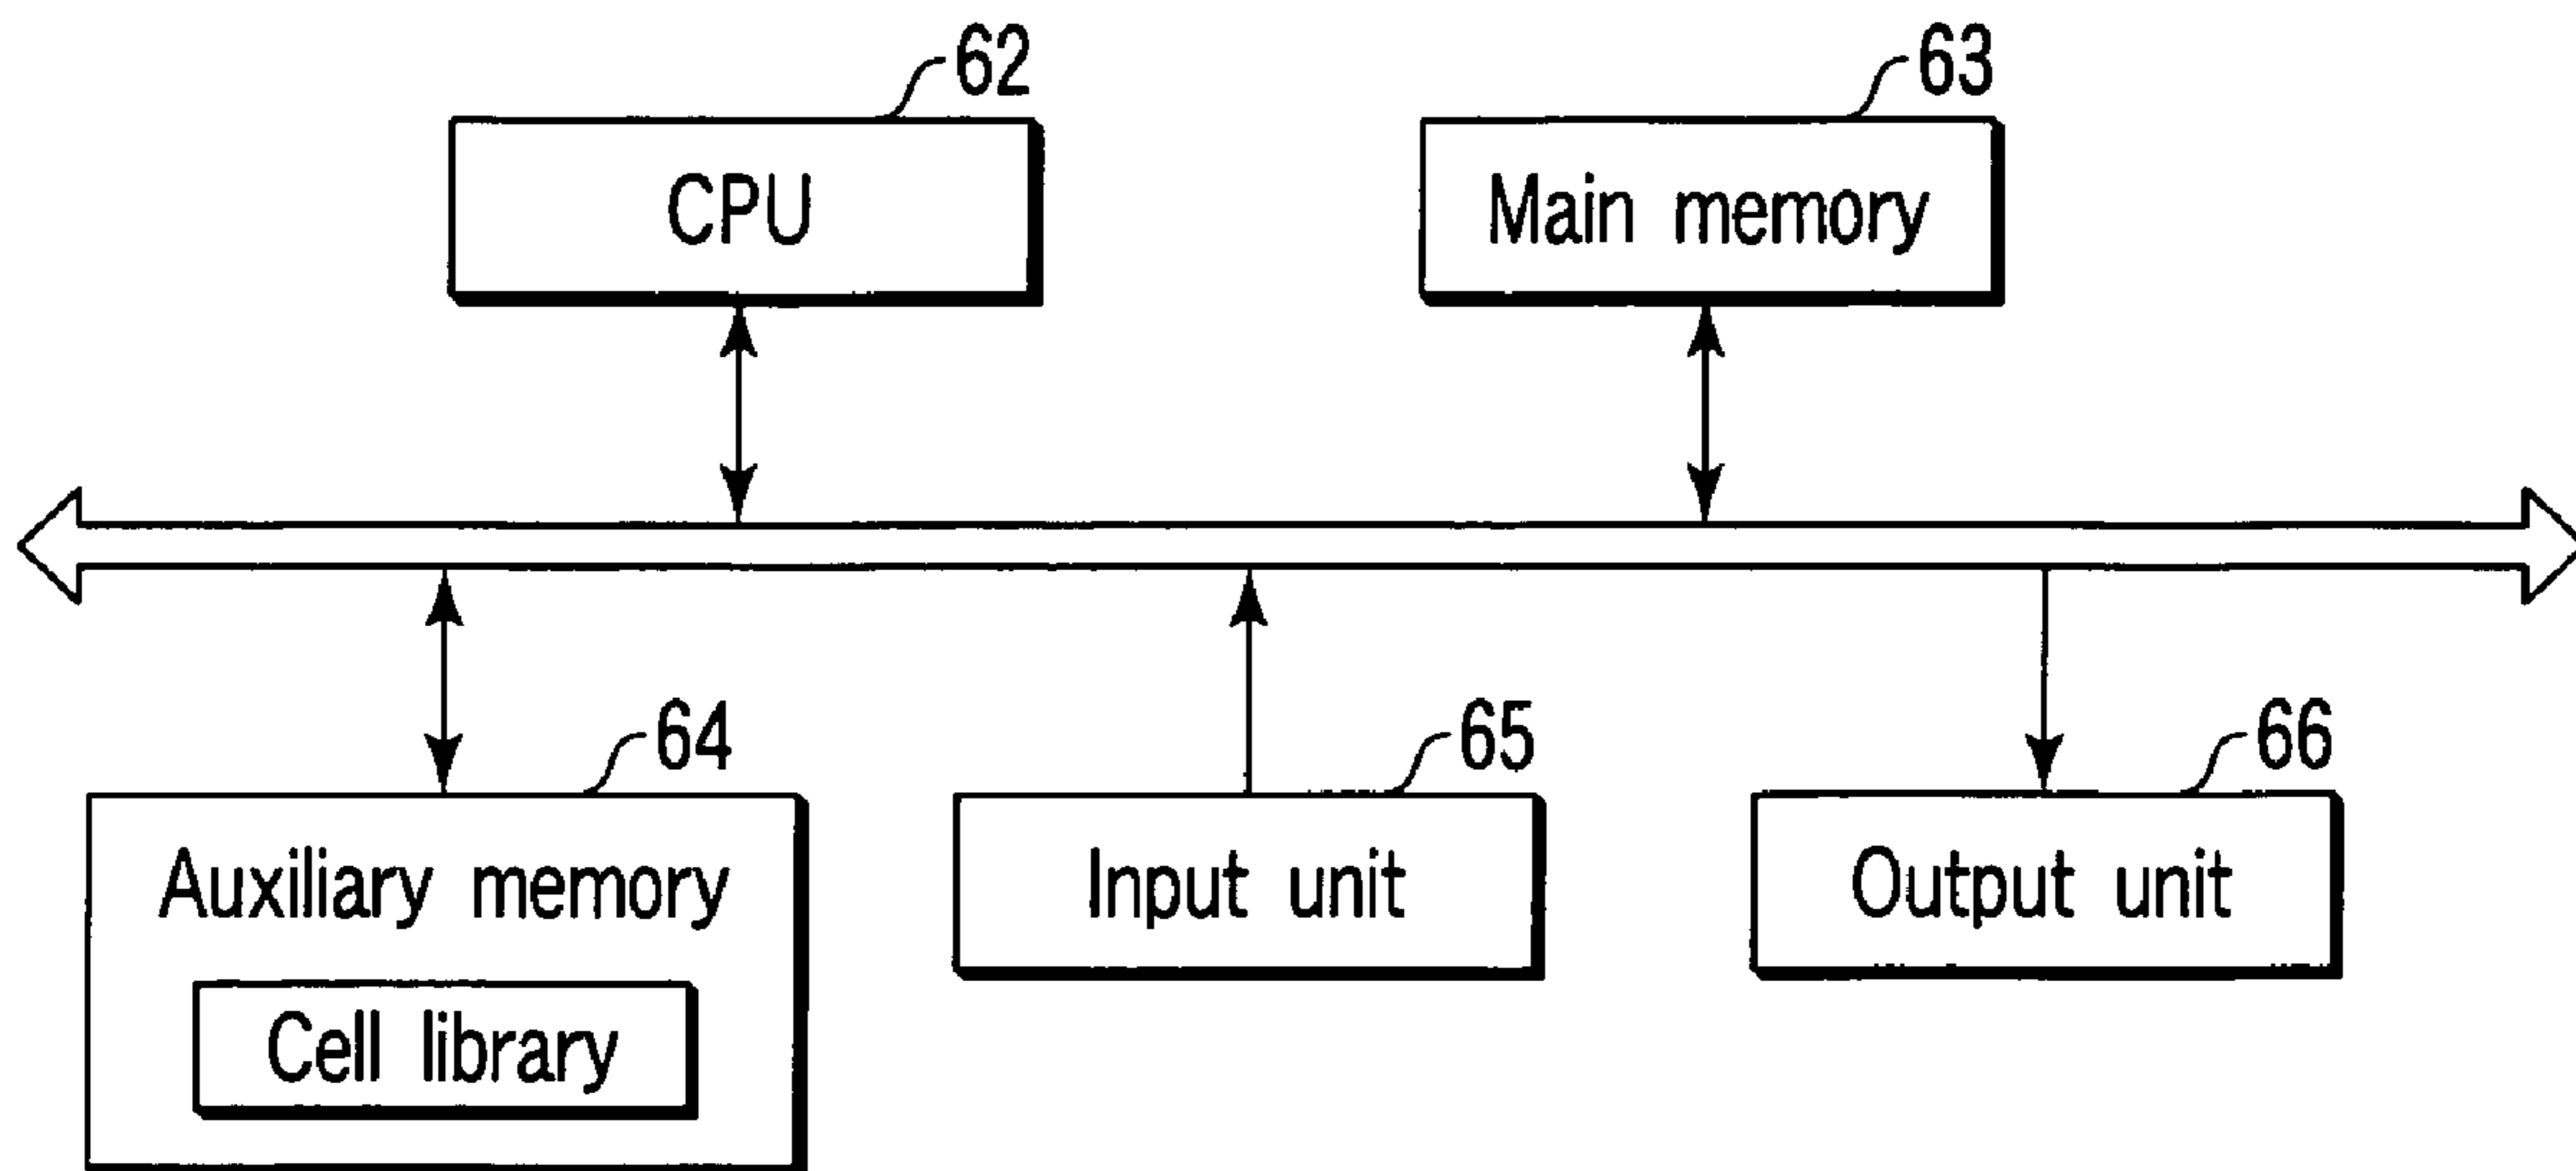 62
CPU
63
Main memory
64
Auxiliary memory
Cell library
65
Input unit
66
Output unit